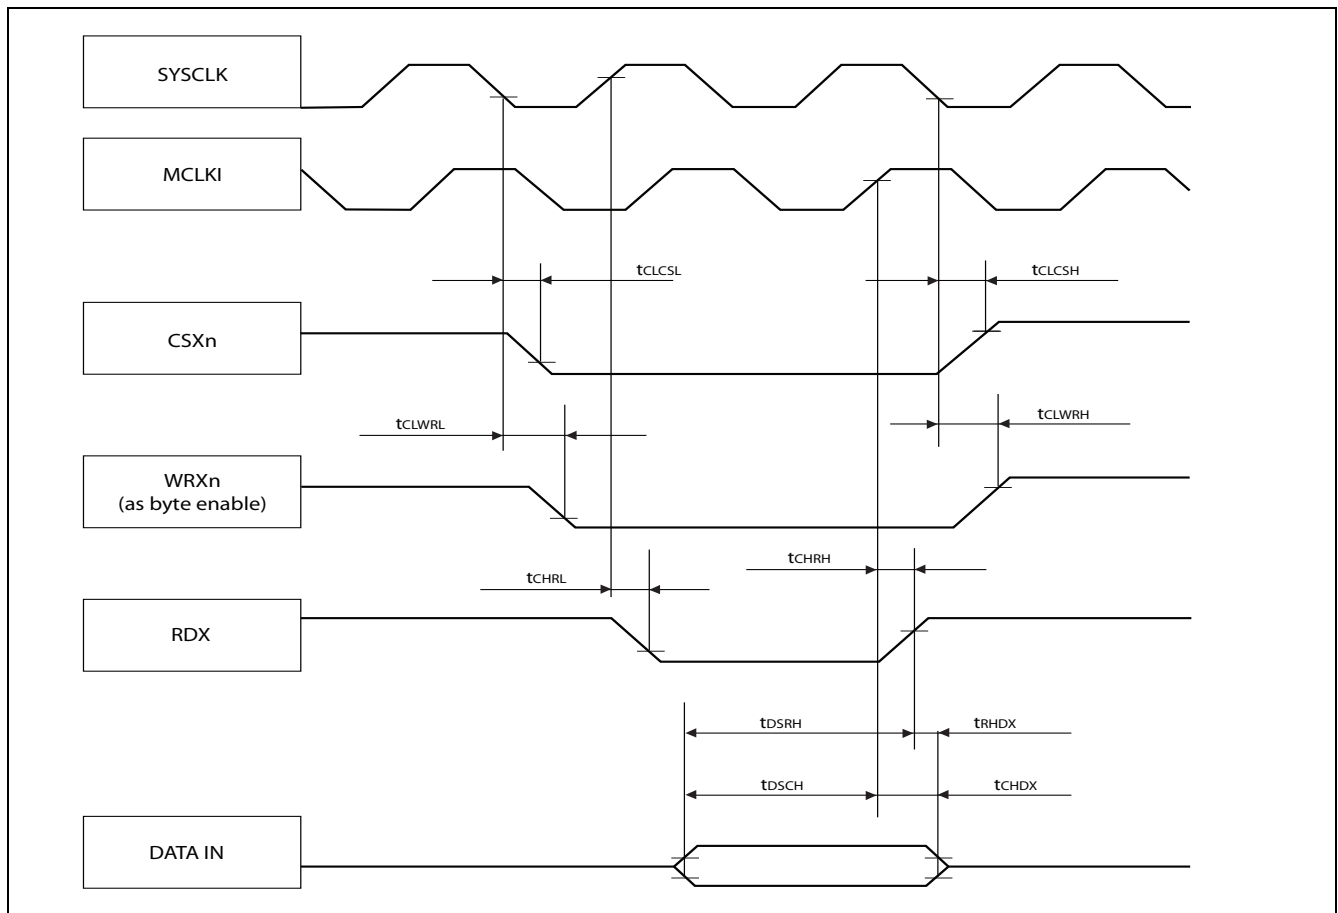 SYSCLK
MCLKI
tCLCSL
tCLCSH
CSXn
tCLWRL
tCLWRH
WRXn
(as byte enable)
tCHRH
tCHRL
RDX
tDSRH
tRHDX
tDSCH
tCHDX
DATA IN